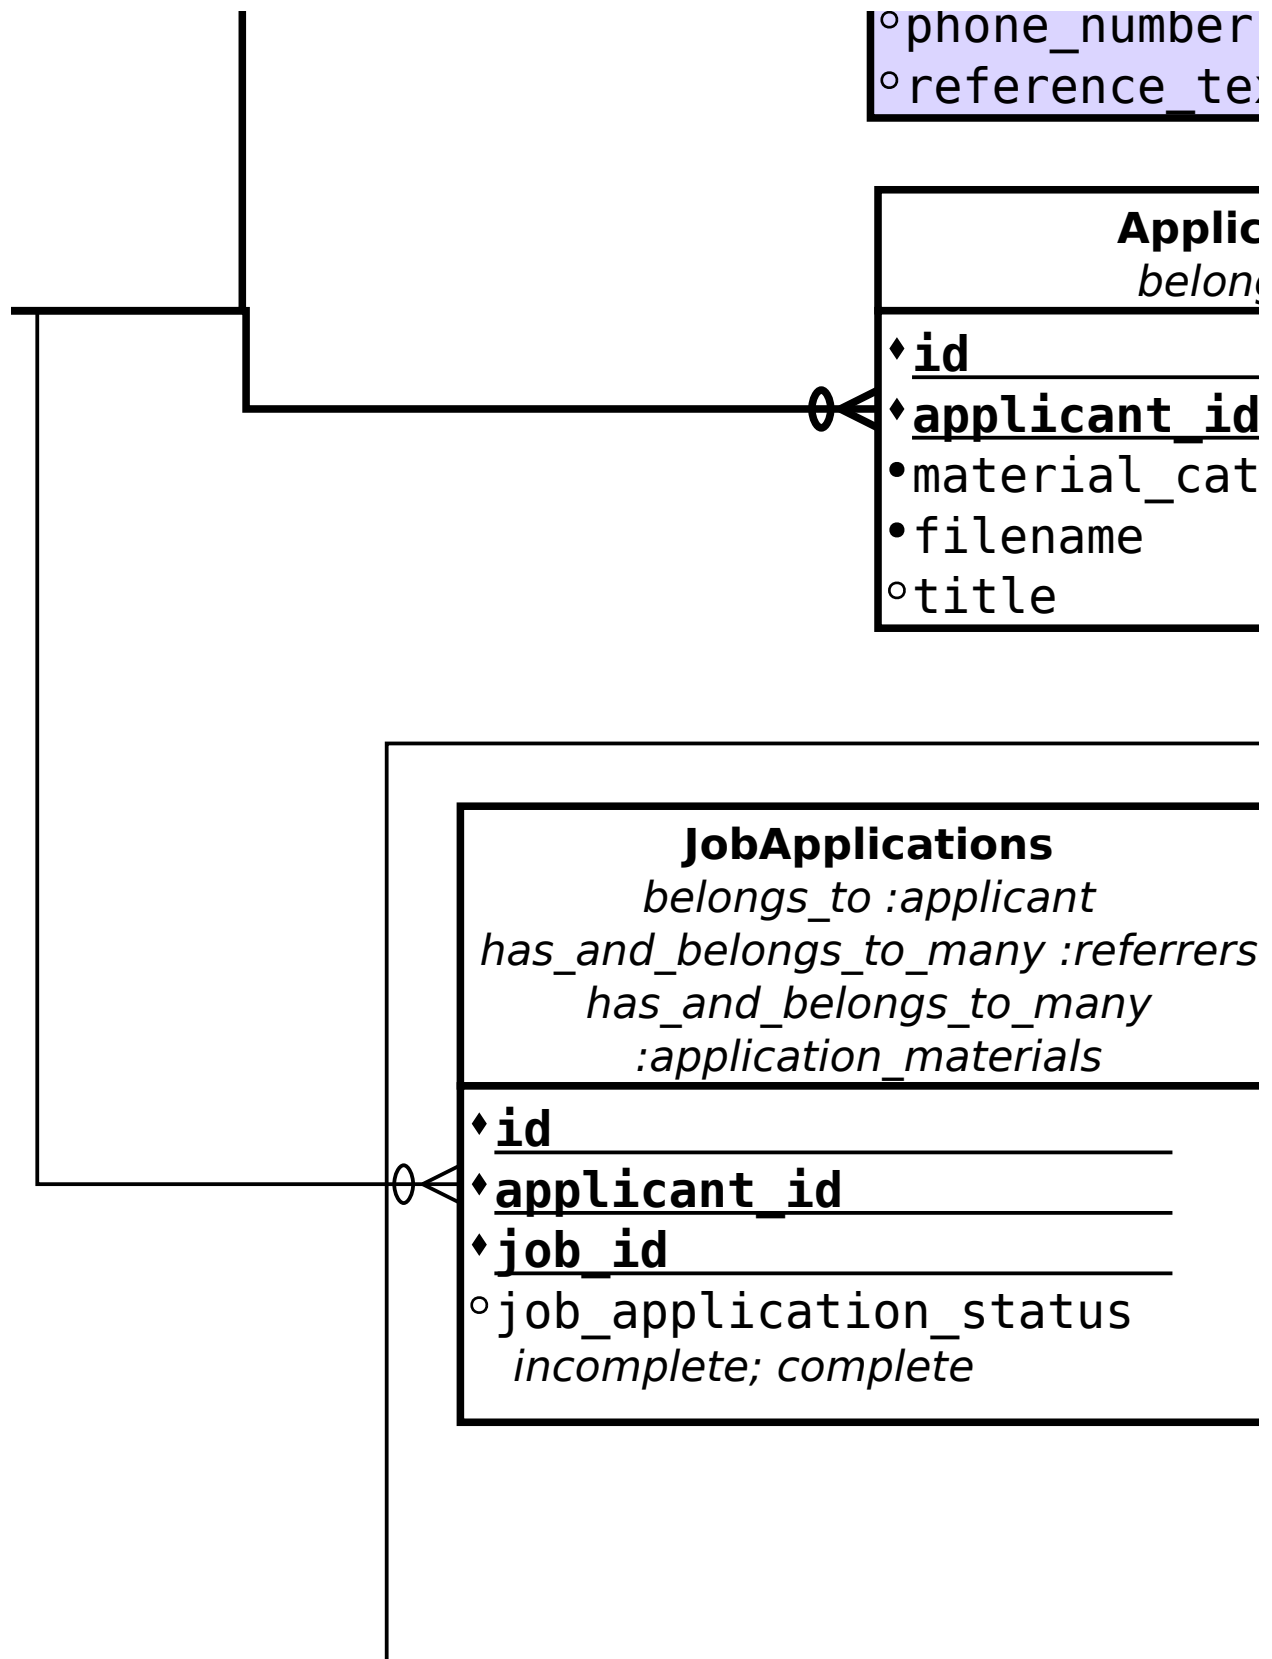 phone_number
reference_te
Applic
belong
id
applicant_id
material_cat
filename
title
JobApplications
belongs_to :applicant
has_and_belongs_to_many :referrers
has_and_belongs_to_many
:application_materials
id
applicant_id
job_id
job_application_status
incomplete; complete